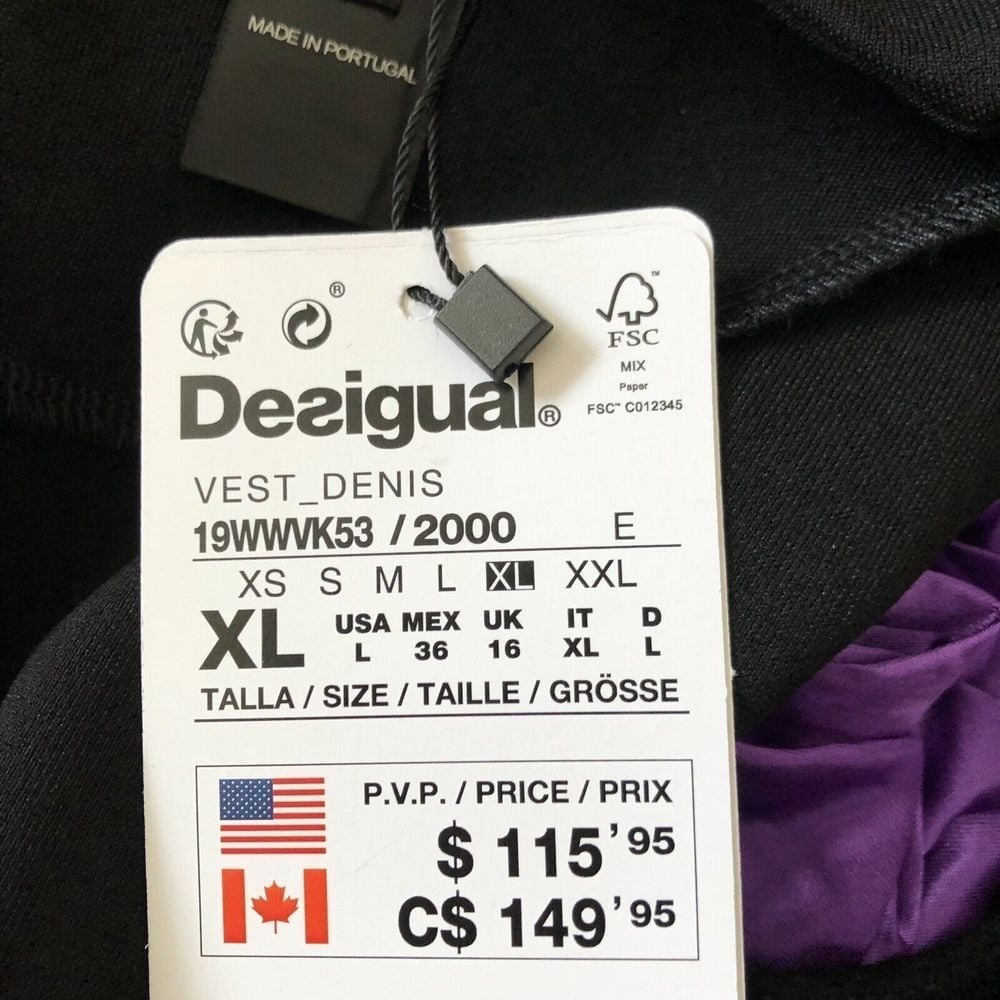 MADE IN PORTUGAL
®
™
FSC
MIX
Paper
FSC™ C012345
Desigual®
VEST_DENIS
19WWVK53 / 2000 E
XS S M L XL XXL
XL USA MEX UK IT D
L 36 16 XL L
TALLA / SIZE / TAILLE / GRÖSSE
P.V.P. / PRICE / PRIX
$ 115'95
C$ 149'95